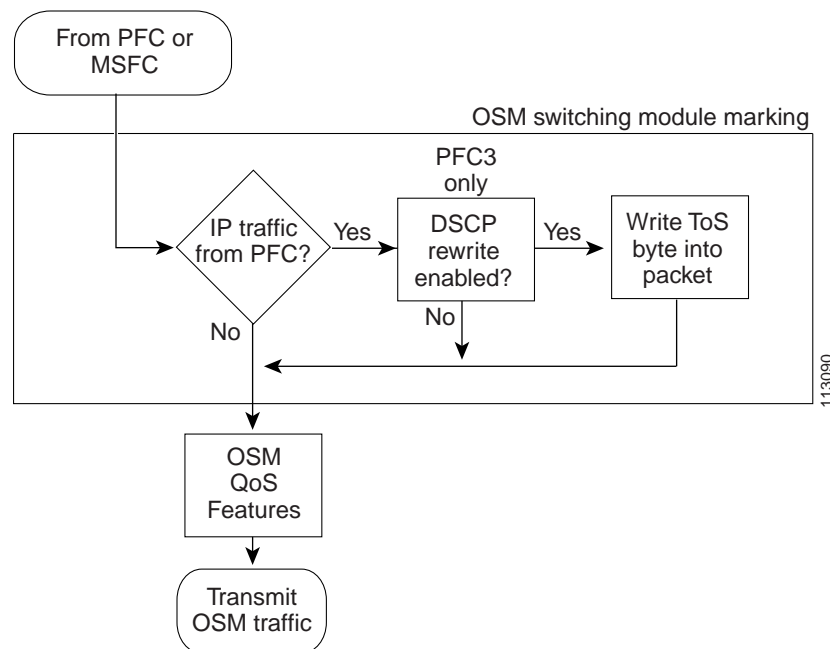 From PFC or
MSFC
OSM switching module marking
PFC3
only
IP traffic
from PFC?
Yes
DSCP
rewrite
enabled?
Yes
Write ToS
byte into
packet
No
No
113090
OSM
QoS
Features
Transmit
OSM traffic